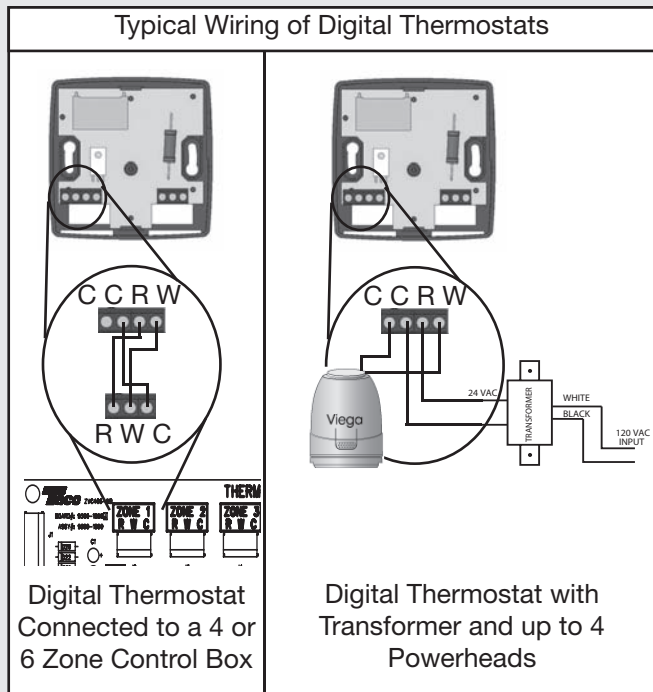 Typical Wiring of Digital Thermostats
C C R W
R W C
THERM
ZONE 1
R W C
ZONE 2
R W C
ZONE 3
R W C
J1
C1
Digital Thermostat
Connected to a 4 or
6 Zone Control Box
C C R W
Viega
24 VAC
TRANSFORMER
WHITE
BLACK
120 VAC
INPUT
Digital Thermostat with
Transformer and up to 4
Powerheads